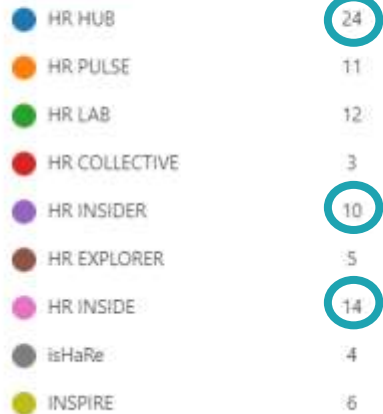 HR HUB 24
HR PULSE 11
HR LAB 12
HR COLLECTIVE 3
HR INSIDER 10
HR EXPLORER 5
HR INSIDE 14
isHaRe 4
INSPIRE 6